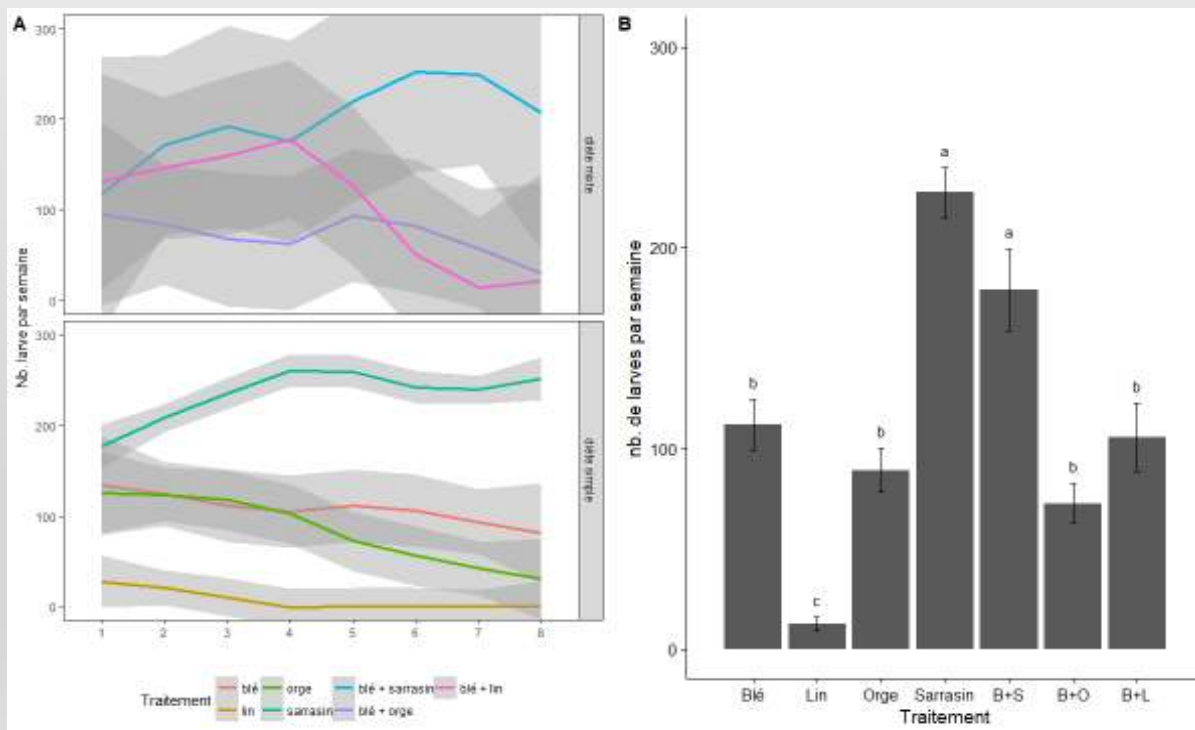 A
300
200
100
0
diète mixte
Nb. larve par semaine
300
200
100
0
diète simple
1 2 3 4 5 6 7 8
Traitement
blé orge blé + sarrasin blé + lin
lin sarrasin blé + orge
B
300
200
100
0
nb. de larves par semaine
b c b a a b b
Blé Lin Orge Sarrasin B+S B+O B+L
Traitement